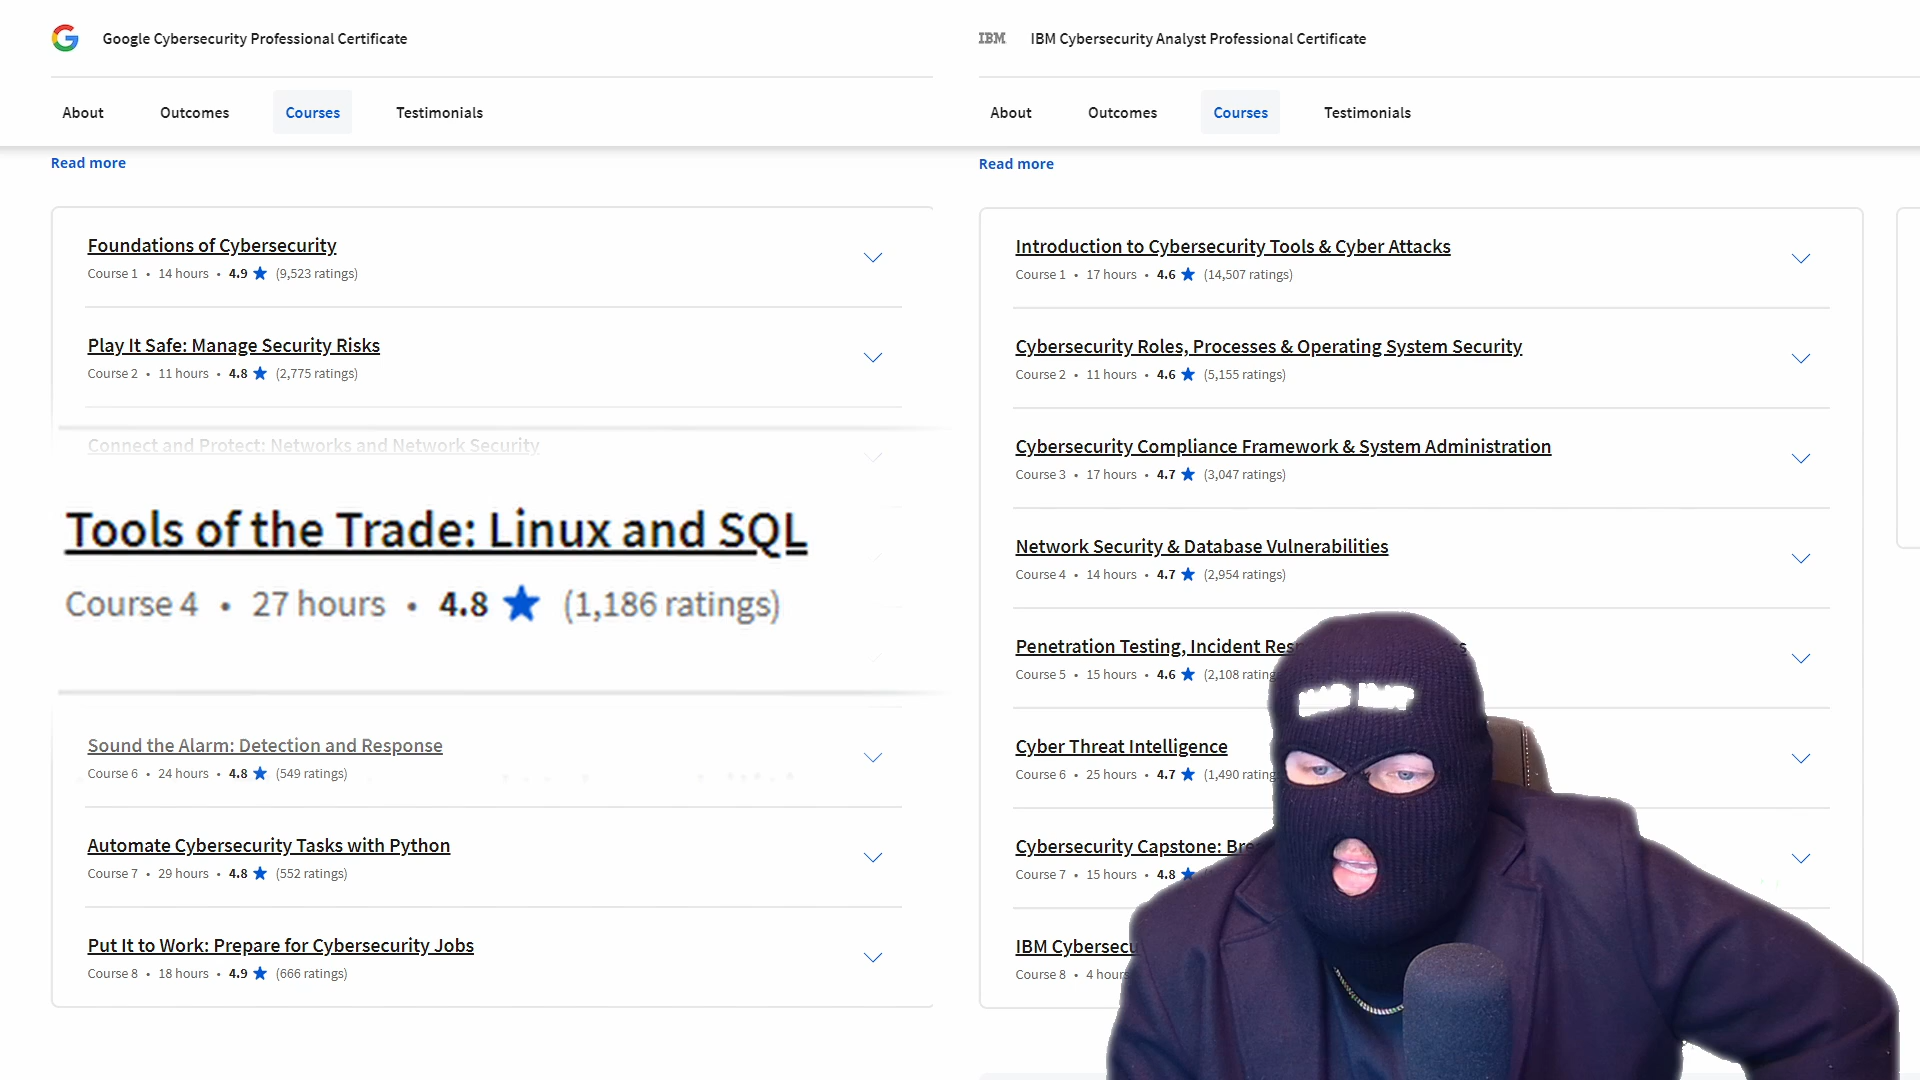 Google Cybersecurity Professional Certificate
About Outcomes Courses Testimonials
Read more
Foundations of Cybersecurity
Course 1 • 14 hours • 4.9 ★ (9,523 ratings)
Play It Safe: Manage Security Risks
Course 2 • 11 hours • 4.8 ★ (2,775 ratings)
Connect and Protect: Networks and Network Security
Tools of the Trade: Linux and SQL
Course 4 • 27 hours • 4.8 ★ (1,186 ratings)
Sound the Alarm: Detection and Response
Course 6 • 24 hours • 4.8 ★ (549 ratings)
Automate Cybersecurity Tasks with Python
Course 7 • 29 hours • 4.8 ★ (552 ratings)
Put It to Work: Prepare for Cybersecurity Jobs
Course 8 • 18 hours • 4.9 ★ (666 ratings)
IBM IBM Cybersecurity Analyst Professional Certificate
About Outcomes Courses Testimonials
Read more
Introduction to Cybersecurity Tools & Cyber Attacks
Course 1 • 17 hours • 4.6 ★ (14,507 ratings)
Cybersecurity Roles, Processes & Operating System Security
Course 2 • 11 hours • 4.6 ★ (5,155 ratings)
Cybersecurity Compliance Framework & System Administration
Course 3 • 17 hours • 4.7 ★ (3,047 ratings)
Network Security & Database Vulnerabilities
Course 4 • 14 hours • 4.7 ★ (2,954 ratings)
Penetration Testing, Incident
Course 5 • 15 hours • 4.6 ★ (2,108
Cyber Threat Intelligence
Course 6 • 25 hours • 4.7 ★ (1,490
Cybersecurity Capstone:
Course 7 • 15 hours • 4.8 ★
IBM
Course 8 • 4 hours